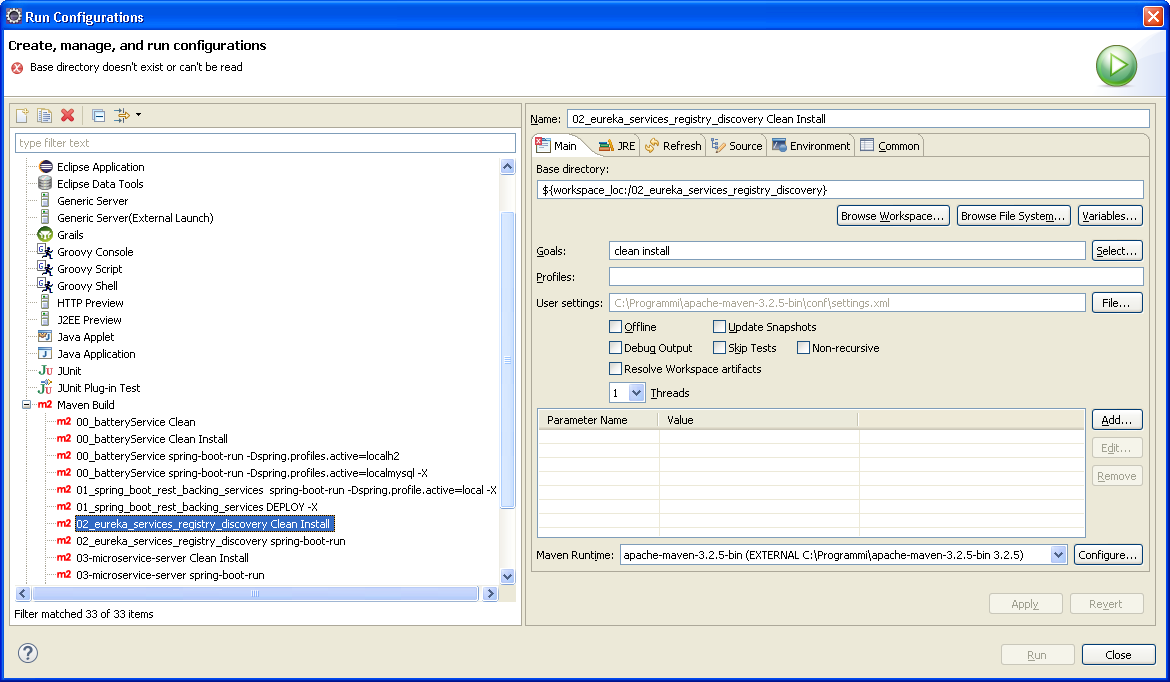 Run Configurations
Create, manage, and run configurations
Base directory doesn't exist or can't be read
type filter text
Eclipse Application
Eclipse Data Tools
Generic Server
Generic Server(External Launch)
Grails
Groovy Console
Groovy Script
Groovy Shell
HTTP Preview
J2EE Preview
Java Applet
Java Application
Ju JUnit
JUnit Plug-in Test
m2 Maven Build
m2 00_batteryService Clean
m2 00_batteryService Clean Install
m2 00_batteryService spring-boot-run -Dspring.profiles.active=localh2
m2 00_batteryService spring-boot-run -Dspring.profiles.active=localmysql -X
m2 01_spring_boot_rest_backing_services  spring-boot-run -Dspring.profile.active=local -X
m2 01_spring_boot_rest_backing_services DEPLOY -X
m2 02_eureka_services_registry_discovery Clean Install
m2 02_eureka_services_registry_discovery spring-boot-run
m2 03-microservice-server Clean Install
m2 03-microservice-server spring-boot-run
Filter matched 33 of 33 items
Name: 02_eureka_services_registry_discovery Clean Install
Main JRE Refresh Source Environment Common
Base directory:
${workspace_loc:/02_eureka_services_registry_discovery}
Browse Workspace... Browse File System... Variables...
Goals: clean install Select...
Profiles:
User settings: C:\Programmi\apache-maven-3.2.5-bin\conf\settings.xml File...
Offline Update Snapshots
Debug Output Skip Tests Non-recursive
Resolve Workspace artifacts
1 Threads
Parameter Name Value
Add...
Edit...
Remove
Maven Runtime: apache-maven-3.2.5-bin (EXTERNAL C:\Programmi\apache-maven-3.2.5-bin 3.2.5) Configure...
Apply Revert
? Run Close